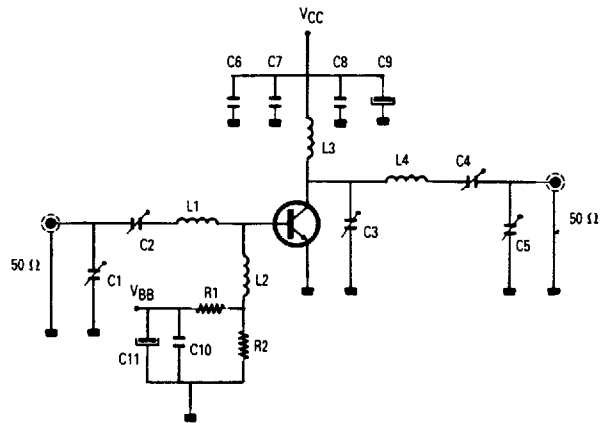 VCC
C6 C7 C8 C9
L3
L4 C4
L1
C2
C3
50 Ω
C5
50 Ω
C1
L2
VBB
R1
R2
C11 C10